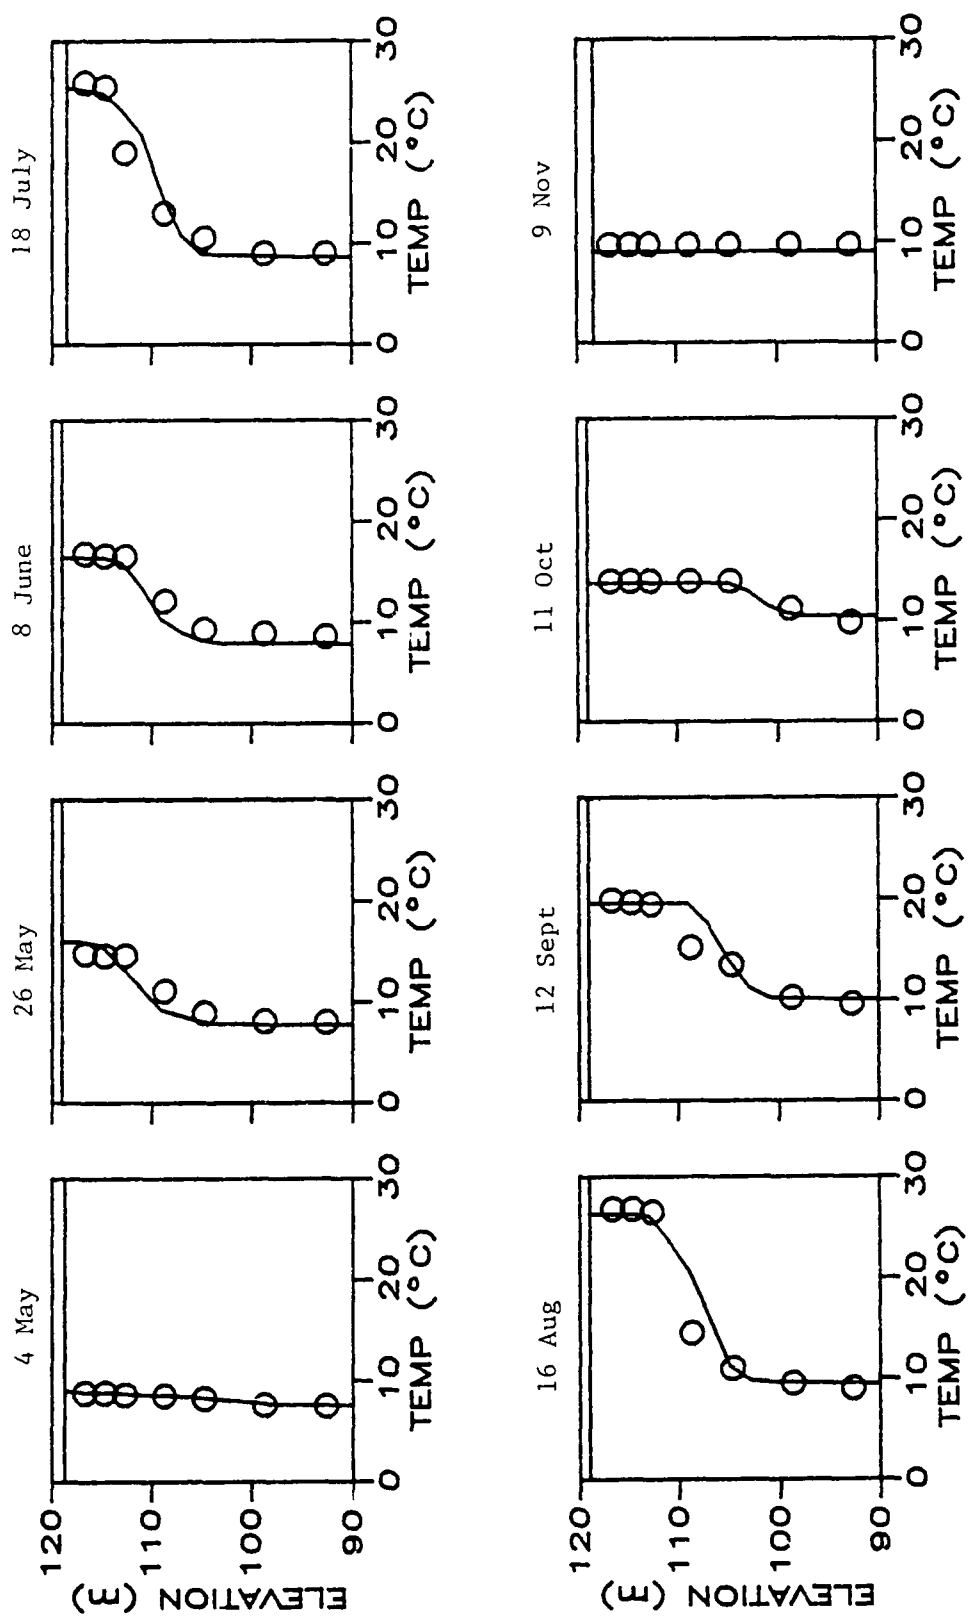 4 May
26 May
8 June
18 July
ELEVATION (m)
120
110
100
90
0 10 20 30
TEMP (°C)
0 10 20 30
TEMP (°C)
0 10 20 30
TEMP (°C)
0 10 20 30
TEMP (°C)
16 Aug
12 Sept
11 Oct
9 Nov
ELEVATION (m)
120
110
100
90
0 10 20 30
TEMP (°C)
0 10 20 30
TEMP (°C)
0 10 20 30
TEMP (°C)
0 10 20 30
TEMP (°C)